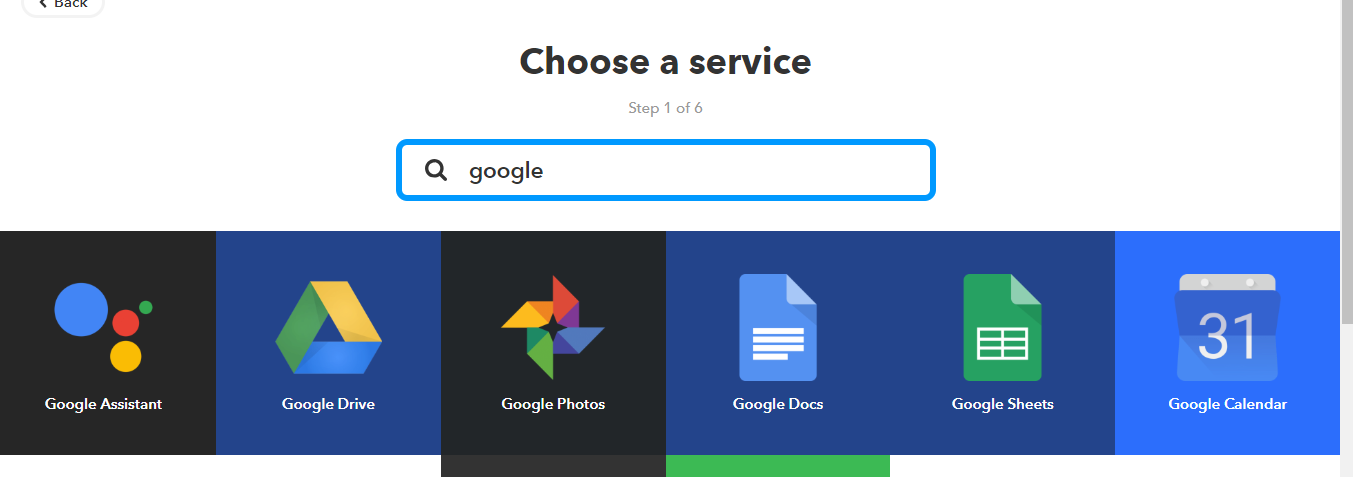 Back
Choose a service
Step 1 of 6
google
Google Assistant
Google Drive
Google Photos
Google Docs
Google Sheets
31
Google Calendar